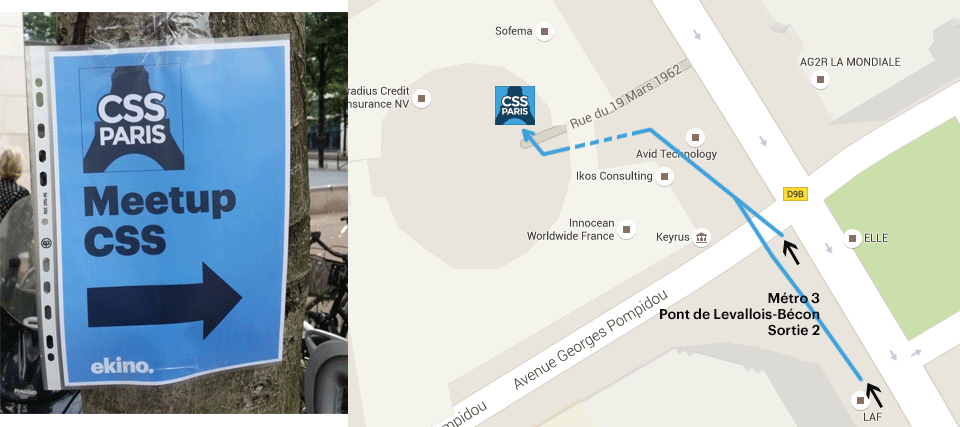 CSS
PARIS
Meetup
CSS
ekino.
PIAGGIO
Sofema
AG2R LA MONDIALE
radius Credit
nsurance NV
CSS
PARIS
Rue du 19 Mars 1962
Avid Technology
Ikos Consulting
D9B
Innocean
Worldwide France
Keyrus
ELLE
Métro 3
Pont de Levallois-Bécon
Sortie 2
Avenue Georges Pompidou
mpidou
LAF